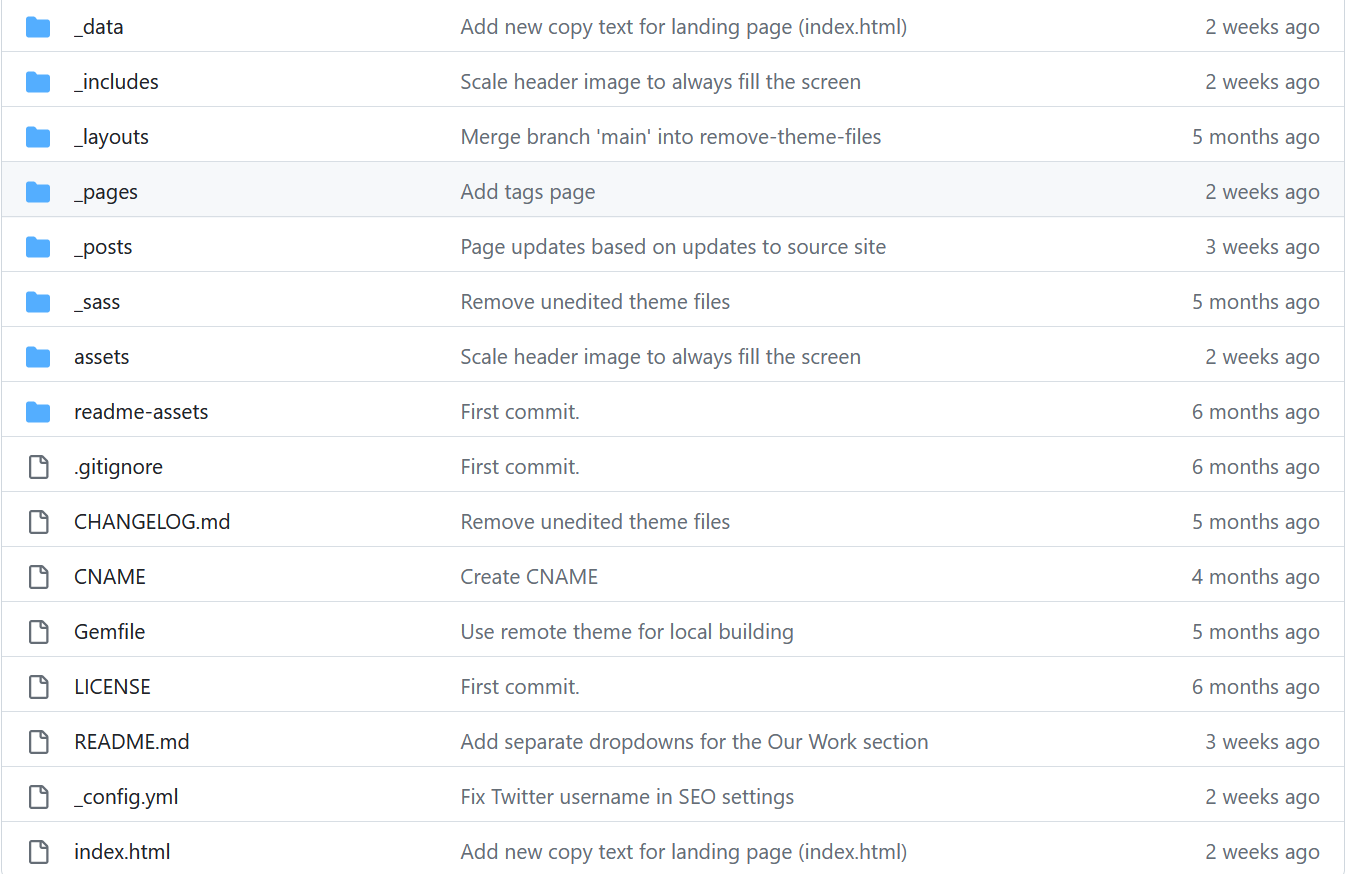 _data Add new copy text for landing page (index.html) 2 weeks ago
_includes Scale header image to always fill the screen 2 weeks ago
_layouts Merge branch 'main' into remove-theme-files 5 months ago
_pages Add tags page 2 weeks ago
_posts Page updates based on updates to source site 3 weeks ago
_sass Remove unedited theme files 5 months ago
assets Scale header image to always fill the screen 2 weeks ago
readme-assets First commit. 6 months ago
.gitignore First commit. 6 months ago
CHANGELOG.md Remove unedited theme files 5 months ago
CNAME Create CNAME 4 months ago
Gemfile Use remote theme for local building 5 months ago
LICENSE First commit. 6 months ago
README.md Add separate dropdowns for the Our Work section 3 weeks ago
_config.yml Fix Twitter username in SEO settings 2 weeks ago
index.html Add new copy text for landing page (index.html) 2 weeks ago